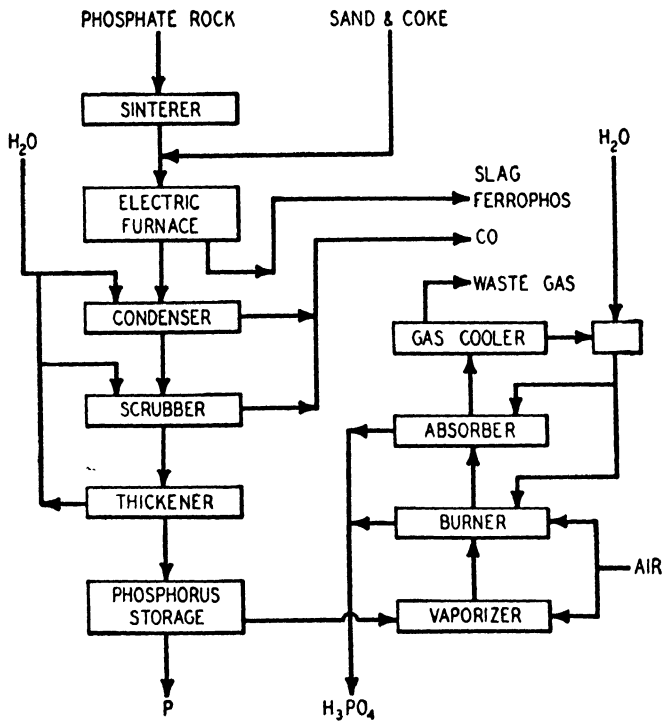 PHOSPHATE ROCK
SAND & COKE
SINTERER
H₂O
H₂O
ELECTRIC
FURNACE
SLAG
FERROPHOS
CO
WASTE GAS
CONDENSER
GAS COOLER
SCRUBBER
ABSORBER
THICKENER
BURNER
AIR
PHOSPHORUS
STORAGE
VAPORIZER
P
H₃PO₄